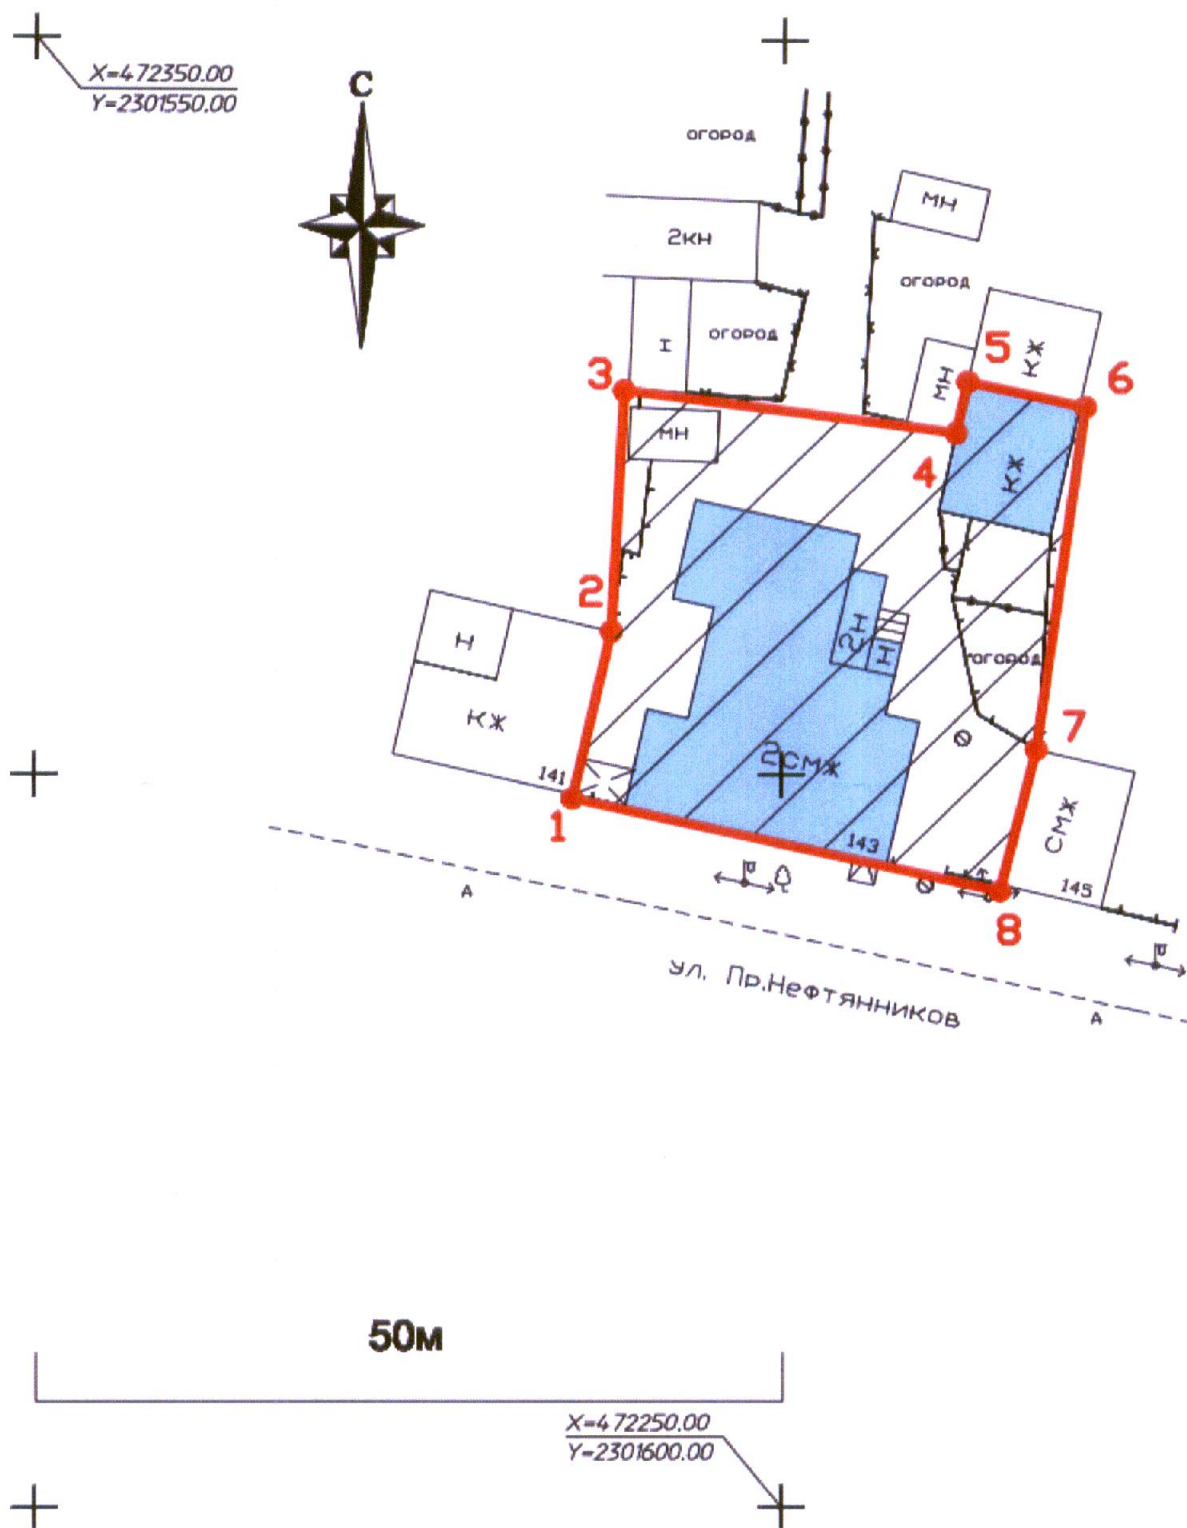 X=472350.00
Y=2301550.00
С
ОГОРОД
МН
2КН
ОГОРОД
ОГОРОД
КЖ
5
6
3
МН
МН
4
КЖ
2
Н
2Н
Н
ОГОРОД
КЖ
7
2СМЖ
141
1
143
СМЖ
145
8
А
ул. Пр.Нефтянников
А
50м
X=472250.00
Y=2301600.00